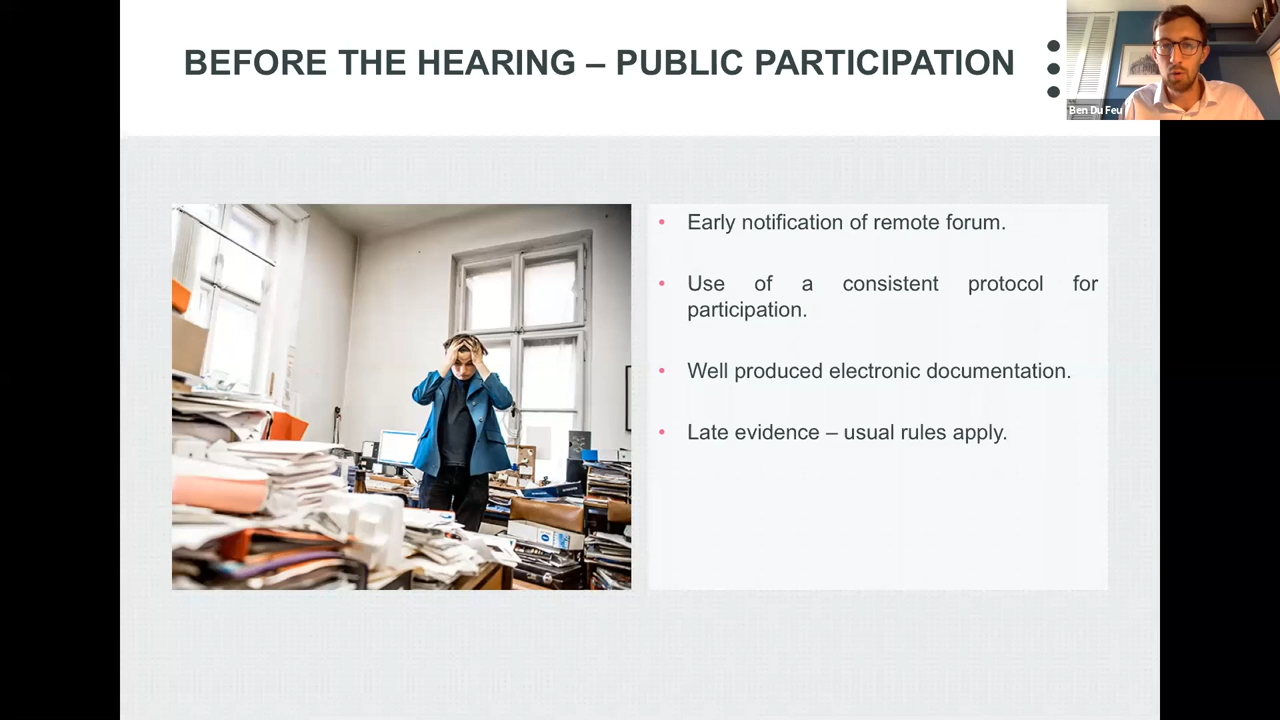 BEFORE THE HEARING – PUBLIC PARTICIPATION
Ben Du Feu
• Early notification of remote forum.
• Use of a consistent protocol for
participation.
• Well produced electronic documentation.
• Late evidence – usual rules apply.